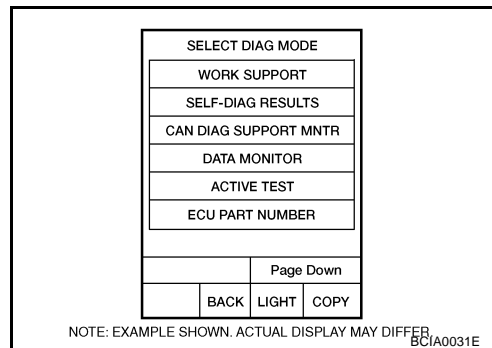 SELECT DIAG MODE
WORK SUPPORT
SELF-DIAG RESULTS
CAN DIAG SUPPORT MNTR
DATA MONITOR
ACTIVE TEST
ECU PART NUMBER
Page Down
BACK LIGHT COPY
NOTE: EXAMPLE SHOWN. ACTUAL DISPLAY MAY DIFFER.
BCIA0031E